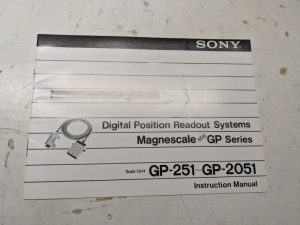 SONY
Digital Position Readout Systems
Magnescale GP Series
Scale Unit GP-251~GP-2051
Instruction Manual